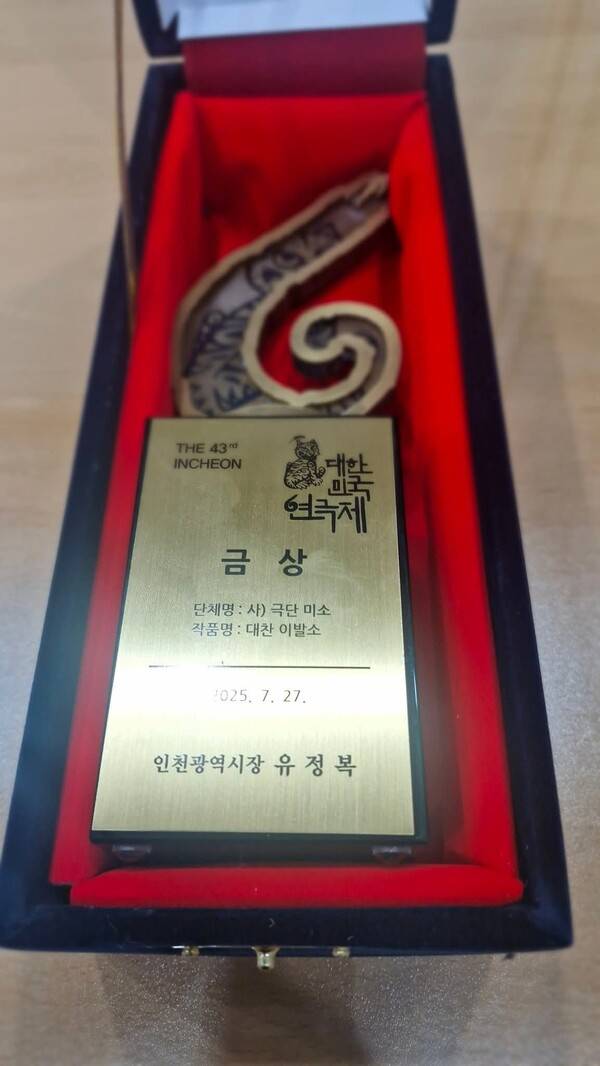 THE 43rd
INCHEON
대한
민국
연극제
금 상
단체명 : 사) 극단 미소
작품명 : 대찬 이발소
2025. 7. 27.
인천광역시장 유 정 복